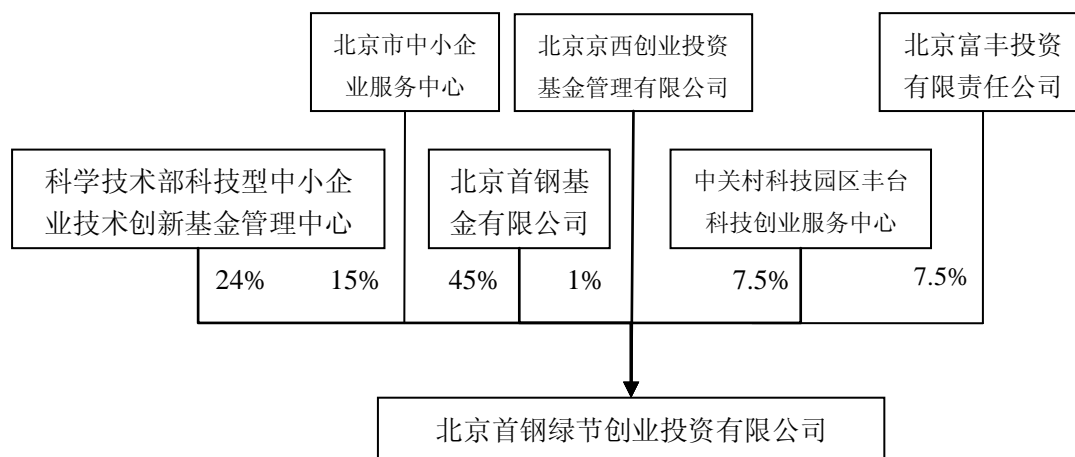 北京市中小企
业服务中心
北京京西创业投资
基金管理有限公司
北京富丰投资
有限责任公司
科学技术部科技型中小企
业技术创新基金管理中心
北京首钢基
金有限公司
中关村科技园区丰台
科技创业服务中心
24%
15%
45%
1%
7.5%
7.5%
北京首钢绿节创业投资有限公司